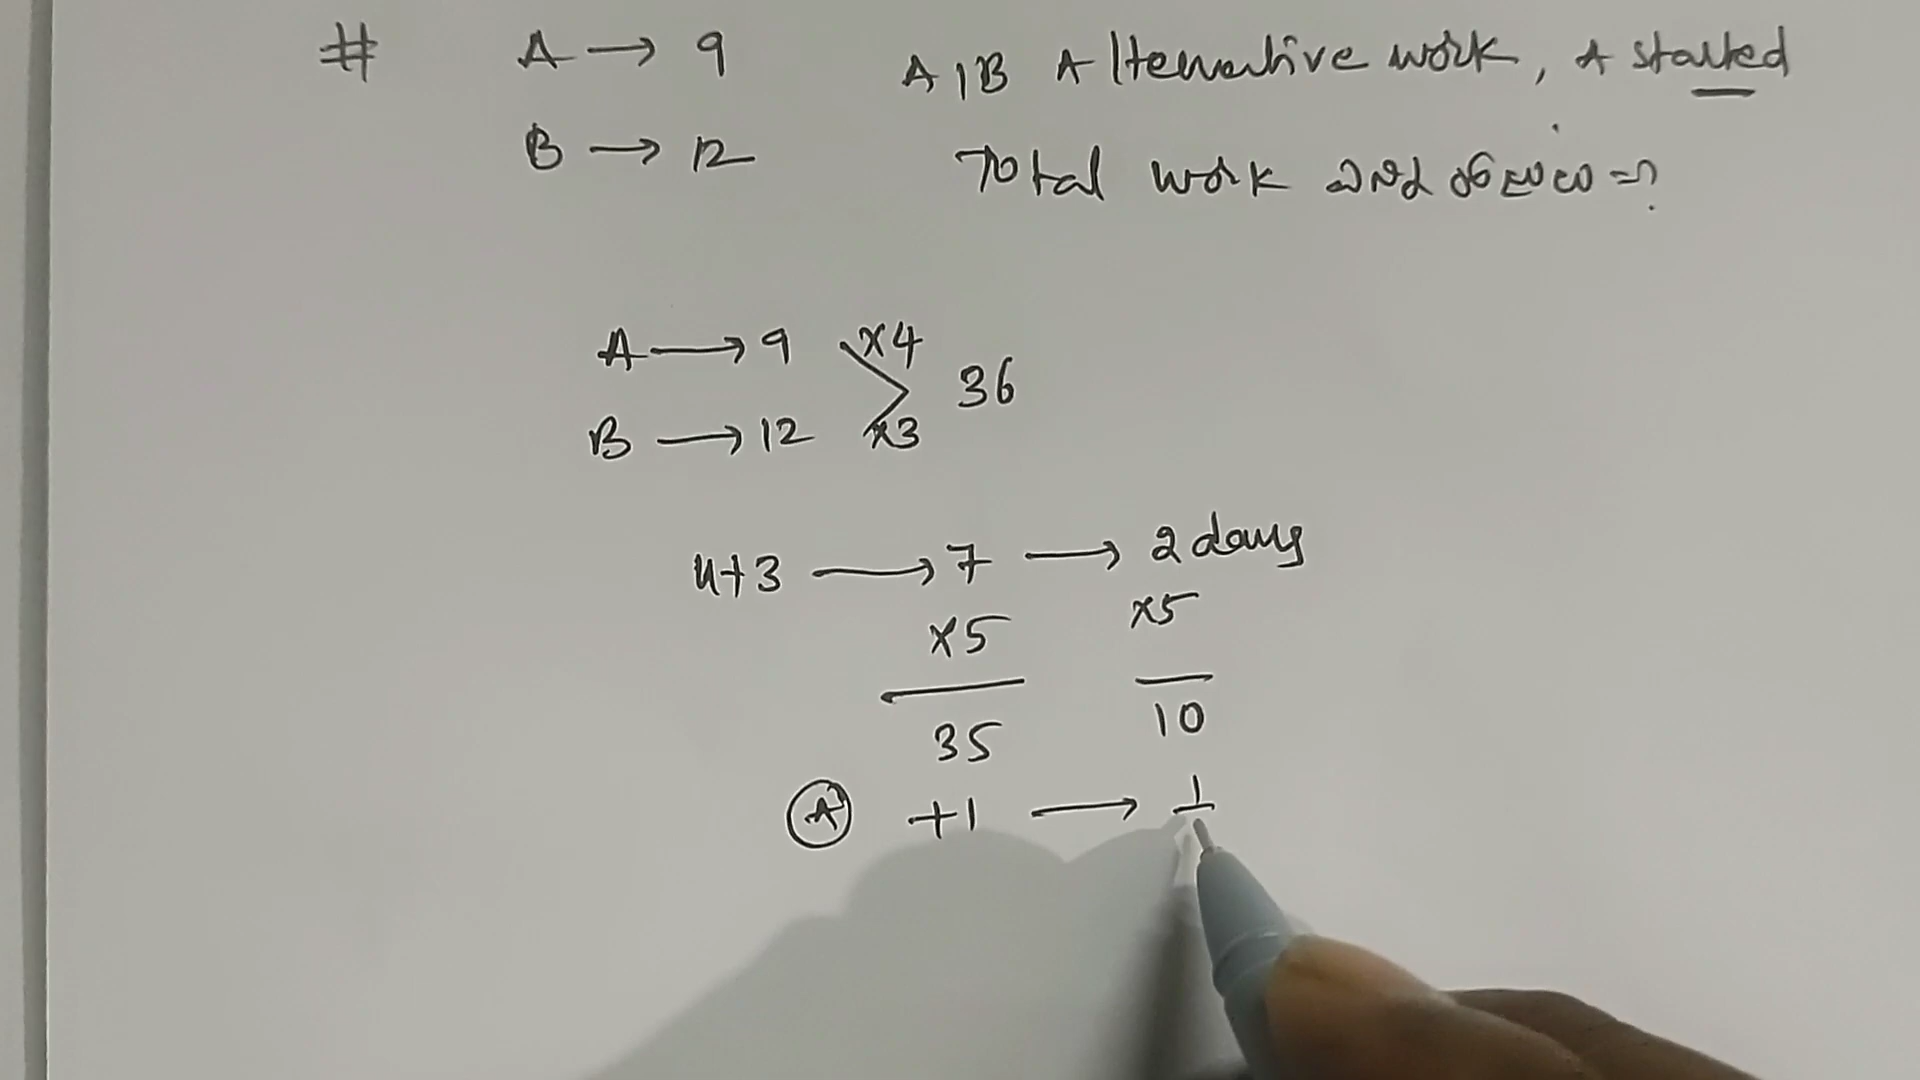 # A → 9 A, B Alternative work, A started
B → 12 Total work =?
A → 9 ×4
36
B → 12 ×3
4+3 → 7 → 2 days
×5 ×5
35 10
A +1 → 1